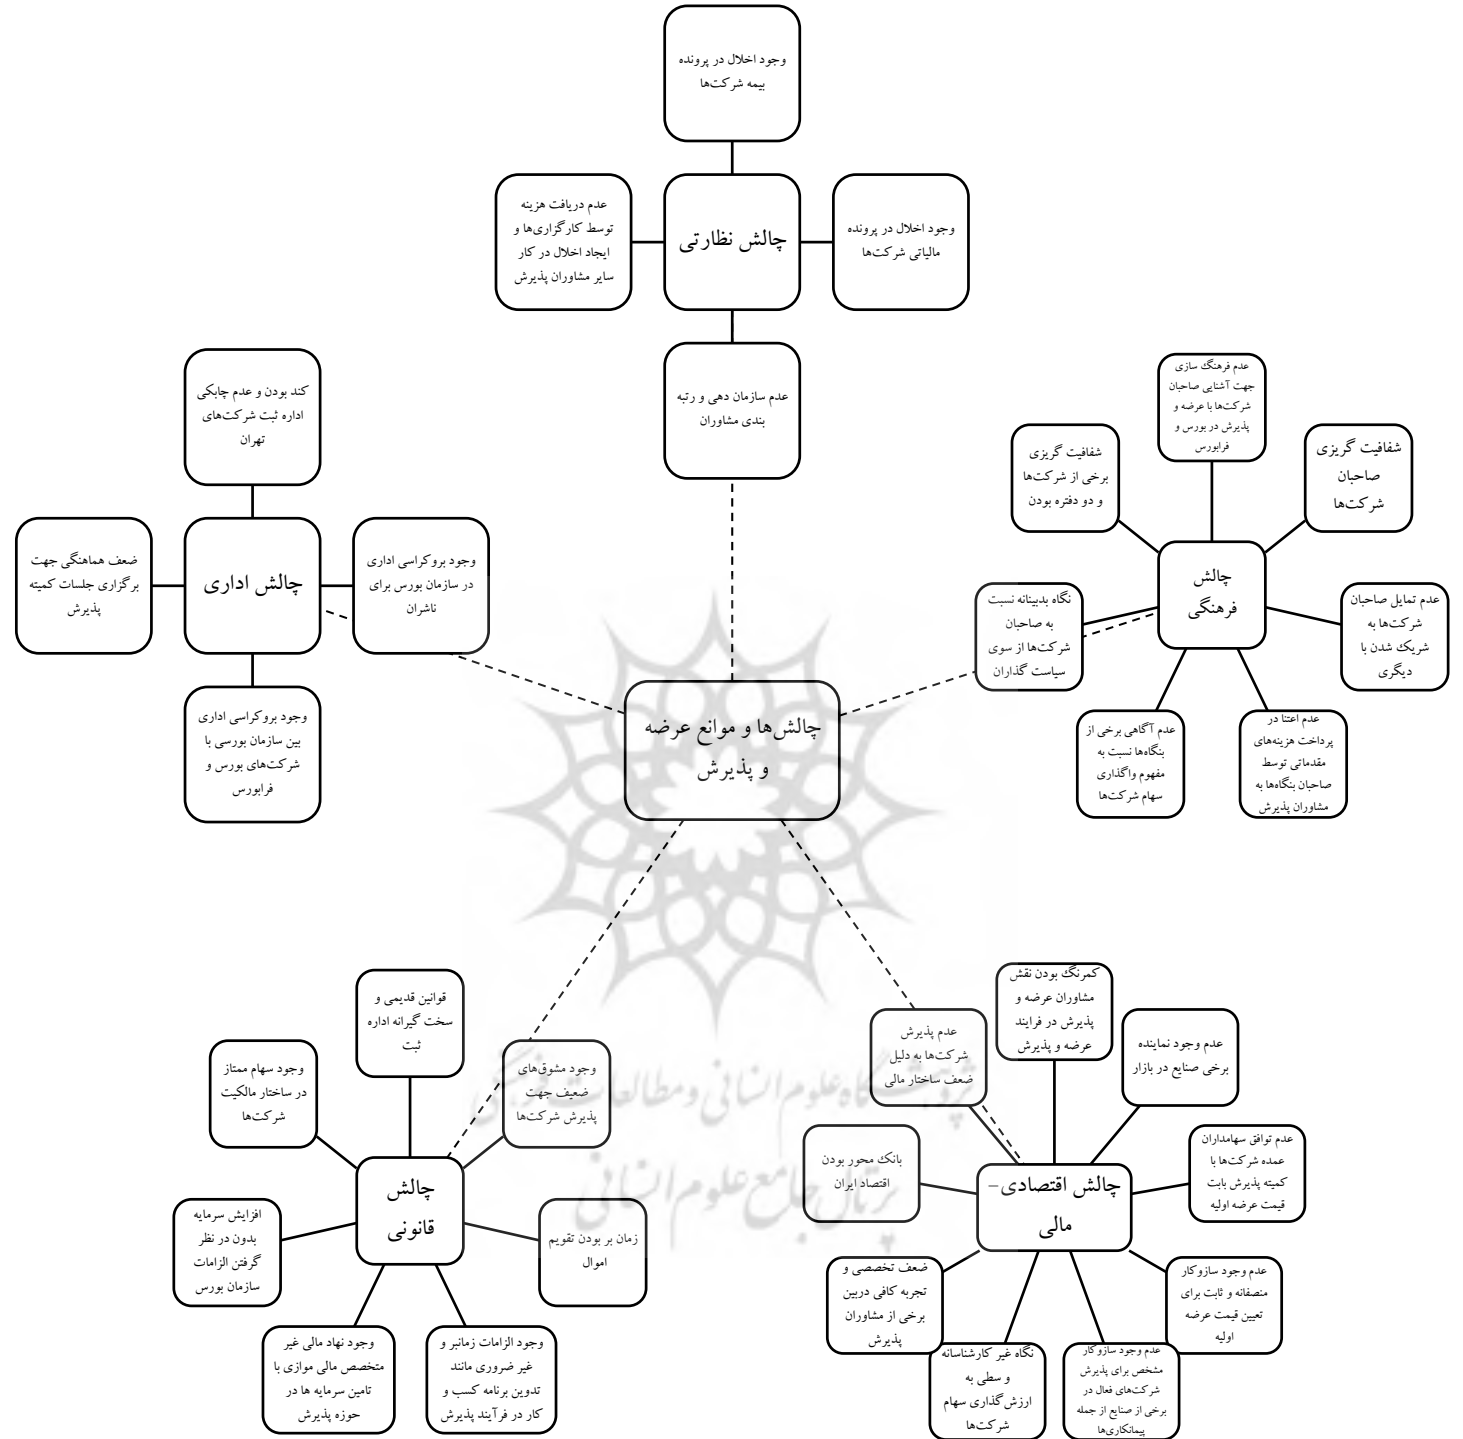 وجود اخلال در پرونده
بیمه شرکت‌ها
عدم دریافت هزینه
توسط کارگزاری‌ها و
ایجاد اخلال در کار
سایر مشاوران پذیرش
چالش نظارتی
وجود اخلال در پرونده
مالیاتی شرکت‌ها
عدم سازمان دهی و رتبه
بندی مشاوران
کند بودن و عدم چابکی
اداره ثبت شرکت‌های
تهران
ضعف هماهنگی جهت
برگزاری جلسات کمیته
پذیرش
چالش اداری
وجود بروکراسی اداری
در سازمان بورس برای
ناشران
وجود بروکراسی اداری
بین سازمان بورسی با
شرکت‌های بورس و
فرابورس
عدم فرهنگ سازی
جهت آشنایی صاحبان
شرکت‌ها با عرضه و
پذیرش در بورس و
فرابورس
شفافیت گریزی
صاحبان
شرکت‌ها
شفافیت گریزی
برخی از شرکت‌ها
و دو دفتره بودن
چالش
فرهنگی
عدم تمایل صاحبان
شرکت‌ها به
شریک شدن با
دیگری
نگاه بدبینانه نسبت
به صاحبان
شرکت‌ها از سوی
سیاست گذاران
عدم اعتنا در
پرداخت هزینه‌های
مقدماتی توسط
صاحبان بنگاه‌ها به
مشاوران پذیرش
عدم آگاهی برخی از
بنگاه‌ها نسبت به
مفهوم واگذاری
سهام شرکت‌ها
چالش‌ها و موانع عرضه
و پذیرش
قوانین قدیمی و
سخت گیرانه اداره
ثبت
وجود مشوق‌های
ضعیف جهت
پذیرش شرکت‌ها
وجود سهام ممتاز
در ساختار مالکیت
شرکت‌ها
چالش
قانونی
زمان بر بودن تقویم
اموال
افزایش سرمایه
بدون در نظر
گرفتن الزامات
سازمان بورس
وجود الزامات زمانبر و
غیر ضروری مانند
تدوین برنامه کسب و
کار در فرآیند پذیرش
وجود نهاد مالی غیر
متخصص مالی موازی با
تامین سرمایه ها در
حوزه پذیرش
کمرنگ بودن نقش
مشاوران عرضه و
پذیرش در فرایند
عرضه و پذیرش
عدم وجود نماینده
برخی صنایع در بازار
عدم پذیرش
شرکت‌ها به دلیل
ضعف ساختار مالی
عدم توافق سهامداران
عمده شرکت‌ها با
کمیته پذیرش بابت
قیمت عرضه اولیه
بانک محور بودن
اقتصاد ایران
چالش اقتصادی-
مالی
عدم وجود سازوکار
منصفانه و ثابت برای
تعیین قیمت عرضه
اولیه
ضعف تخصصی و
تجربه کافی دربین
برخی از مشاوران
پذیرش
عدم وجود سازوکار
مشخص برای پذیرش
شرکت‌های فعال در
برخی از صنایع از جمله
پیمانکاری‌ها
نگاه غیر کارشناسانه
و سطی به
ارزش گذاری سهام
شرکت‌ها
پژوهشگاه علوم انسانی و مطالعات فرهنگی
پرتال جامع علوم انسانی